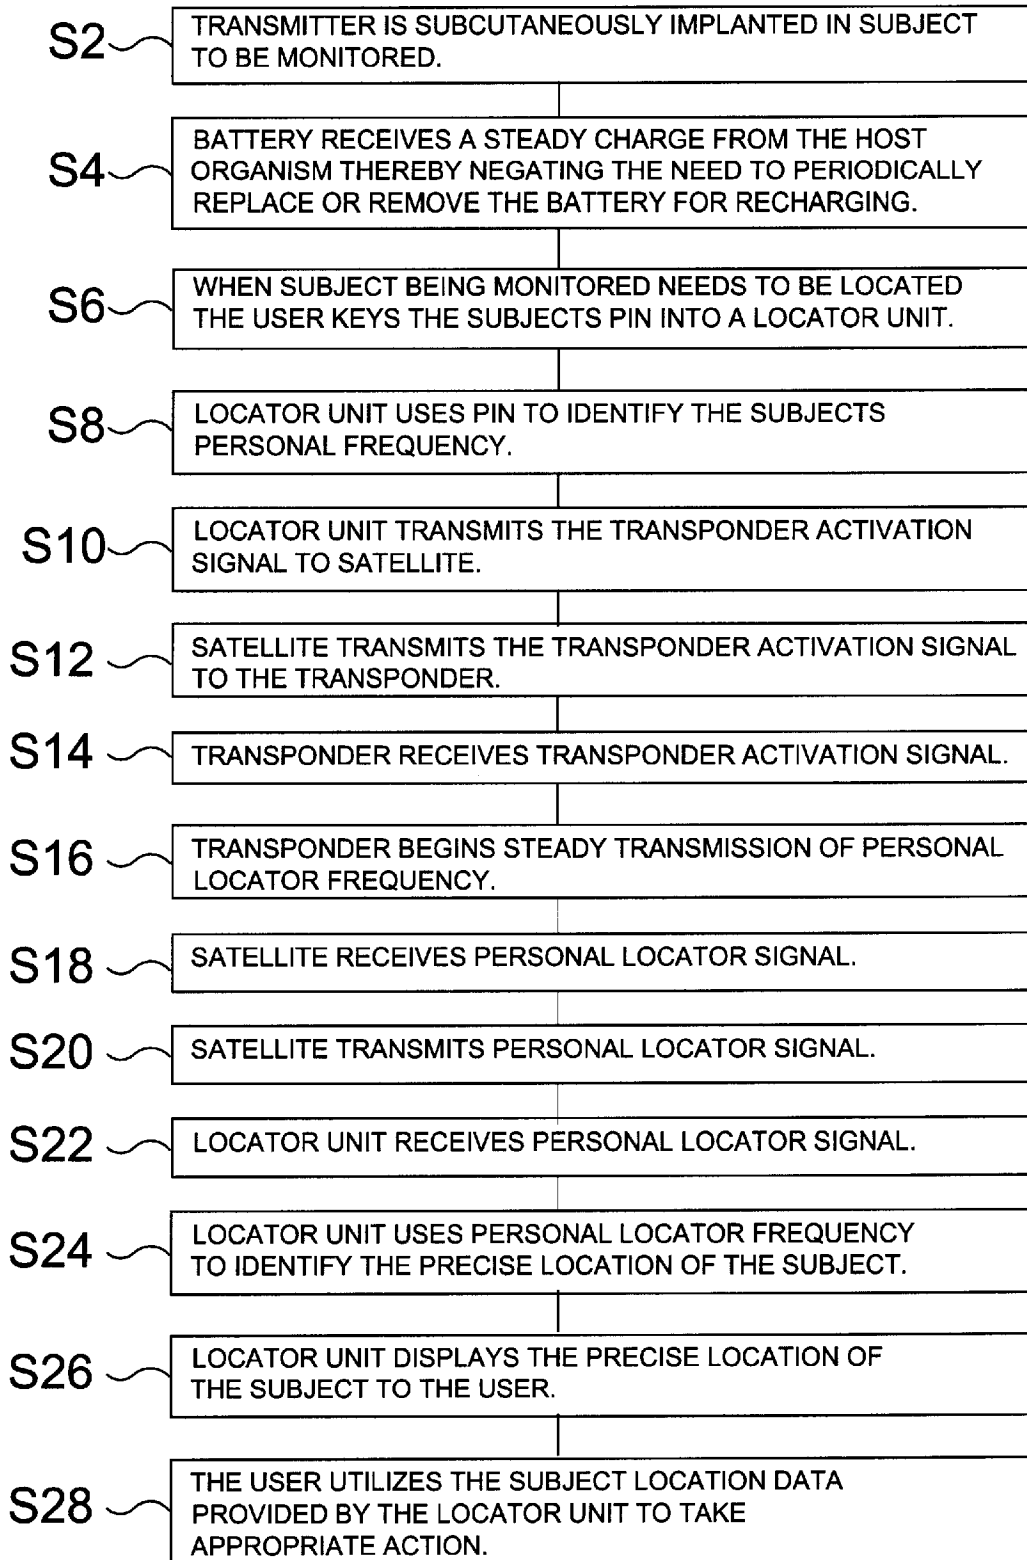 S2
TRANSMITTER IS SUBCUTANEOUSLY IMPLANTED IN SUBJECT
TO BE MONITORED.
S4
BATTERY RECEIVES A STEADY CHARGE FROM THE HOST
ORGANISM THEREBY NEGATING THE NEED TO PERIODICALLY
REPLACE OR REMOVE THE BATTERY FOR RECHARGING.
S6
WHEN SUBJECT BEING MONITORED NEEDS TO BE LOCATED
THE USER KEYS THE SUBJECTS PIN INTO A LOCATOR UNIT.
S8
LOCATOR UNIT USES PIN TO IDENTIFY THE SUBJECTS
PERSONAL FREQUENCY.
S10
LOCATOR UNIT TRANSMITS THE TRANSPONDER ACTIVATION
SIGNAL TO SATELLITE.
S12
SATELLITE TRANSMITS THE TRANSPONDER ACTIVATION SIGNAL
TO THE TRANSPONDER.
S14
TRANSPONDER RECEIVES TRANSPONDER ACTIVATION SIGNAL.
S16
TRANSPONDER BEGINS STEADY TRANSMISSION OF PERSONAL
LOCATOR FREQUENCY.
S18
SATELLITE RECEIVES PERSONAL LOCATOR SIGNAL.
S20
SATELLITE TRANSMITS PERSONAL LOCATOR SIGNAL.
S22
LOCATOR UNIT RECEIVES PERSONAL LOCATOR SIGNAL.
S24
LOCATOR UNIT USES PERSONAL LOCATOR FREQUENCY
TO IDENTIFY THE PRECISE LOCATION OF THE SUBJECT.
S26
LOCATOR UNIT DISPLAYS THE PRECISE LOCATION OF
THE SUBJECT TO THE USER.
S28
THE USER UTILIZES THE SUBJECT LOCATION DATA
PROVIDED BY THE LOCATOR UNIT TO TAKE
APPROPRIATE ACTION.